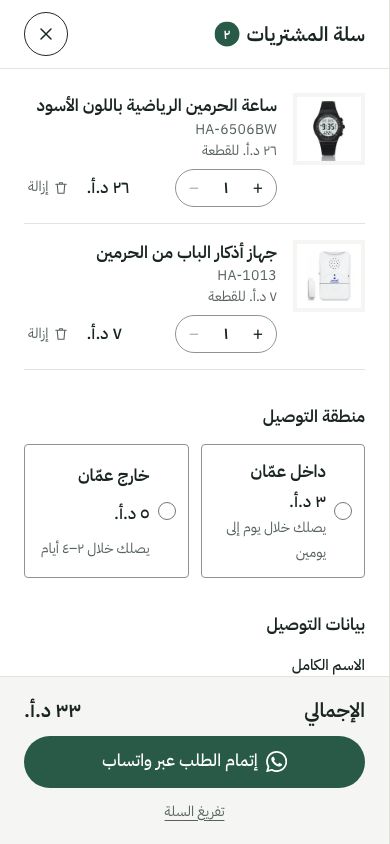 سلة المشتريات ٢
ساعة الحرمين الرياضية باللون الأسود
HA-6506BW
٢٦ د.أ. للقطعة
+ ١ −
٢٦ د.أ.
إزالة
جهاز أذكار الباب من الحرمين
HA-1013
٧ د.أ. للقطعة
+ ١ −
٧ د.أ.
إزالة
منطقة التوصيل
داخل عمّان
٣ د.أ.
يصلك خلال يوم إلى
يومين
خارج عمّان
٥ د.أ.
يصلك خلال ٢–٤ أيام
بيانات التوصيل
الاسم الكامل
الإجمالي
٣٣ د.أ.
إتمام الطلب عبر واتساب
تفريغ السلة